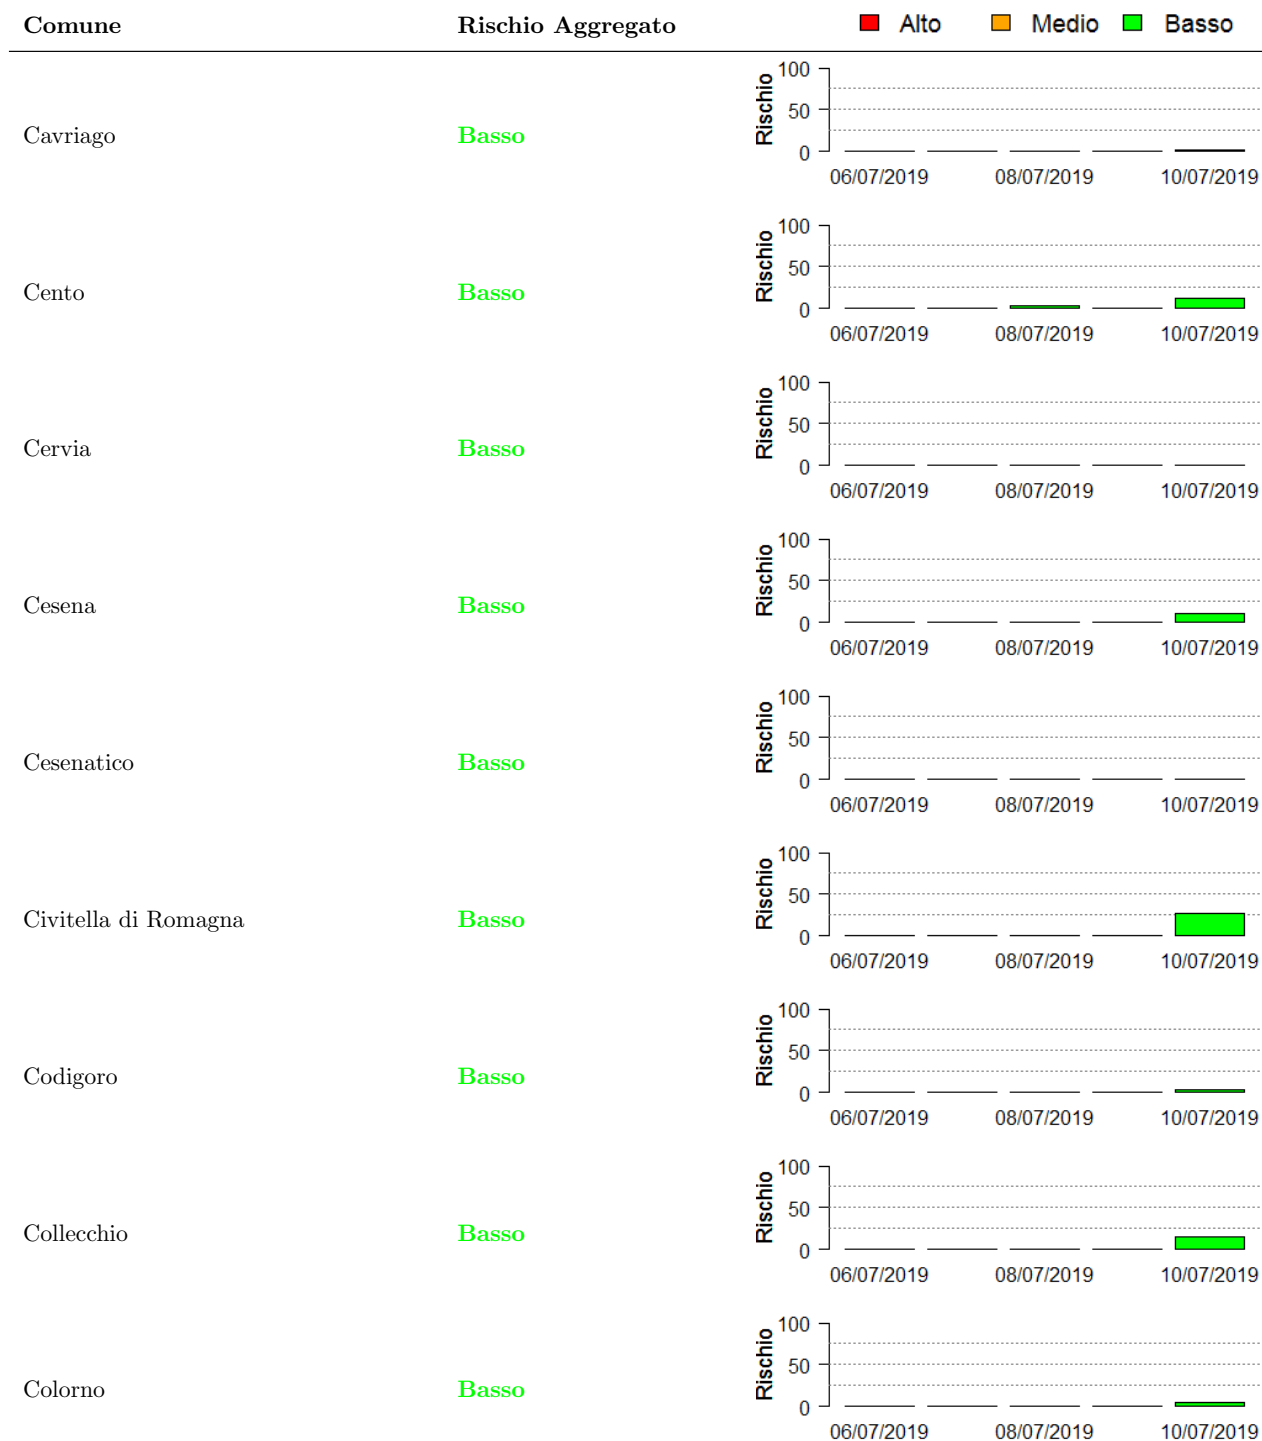 Comune Rischio Aggregato Alto Medio Basso
100
Rischio
50
Cavriago Basso
0
06/07/2019 08/07/2019 10/07/2019
100
Rischio
50
Cento Basso
0
06/07/2019 08/07/2019 10/07/2019
100
Rischio
50
Cervia Basso
0
06/07/2019 08/07/2019 10/07/2019
100
Rischio
50
Cesena Basso
0
06/07/2019 08/07/2019 10/07/2019
100
Rischio
50
Cesenatico Basso
0
06/07/2019 08/07/2019 10/07/2019
100
Rischio
50
Civitella di Romagna Basso
0
06/07/2019 08/07/2019 10/07/2019
100
Rischio
50
Codigoro Basso
0
06/07/2019 08/07/2019 10/07/2019
100
Rischio
50
Collecchio Basso
0
06/07/2019 08/07/2019 10/07/2019
100
Rischio
50
Colorno Basso
0
06/07/2019 08/07/2019 10/07/2019